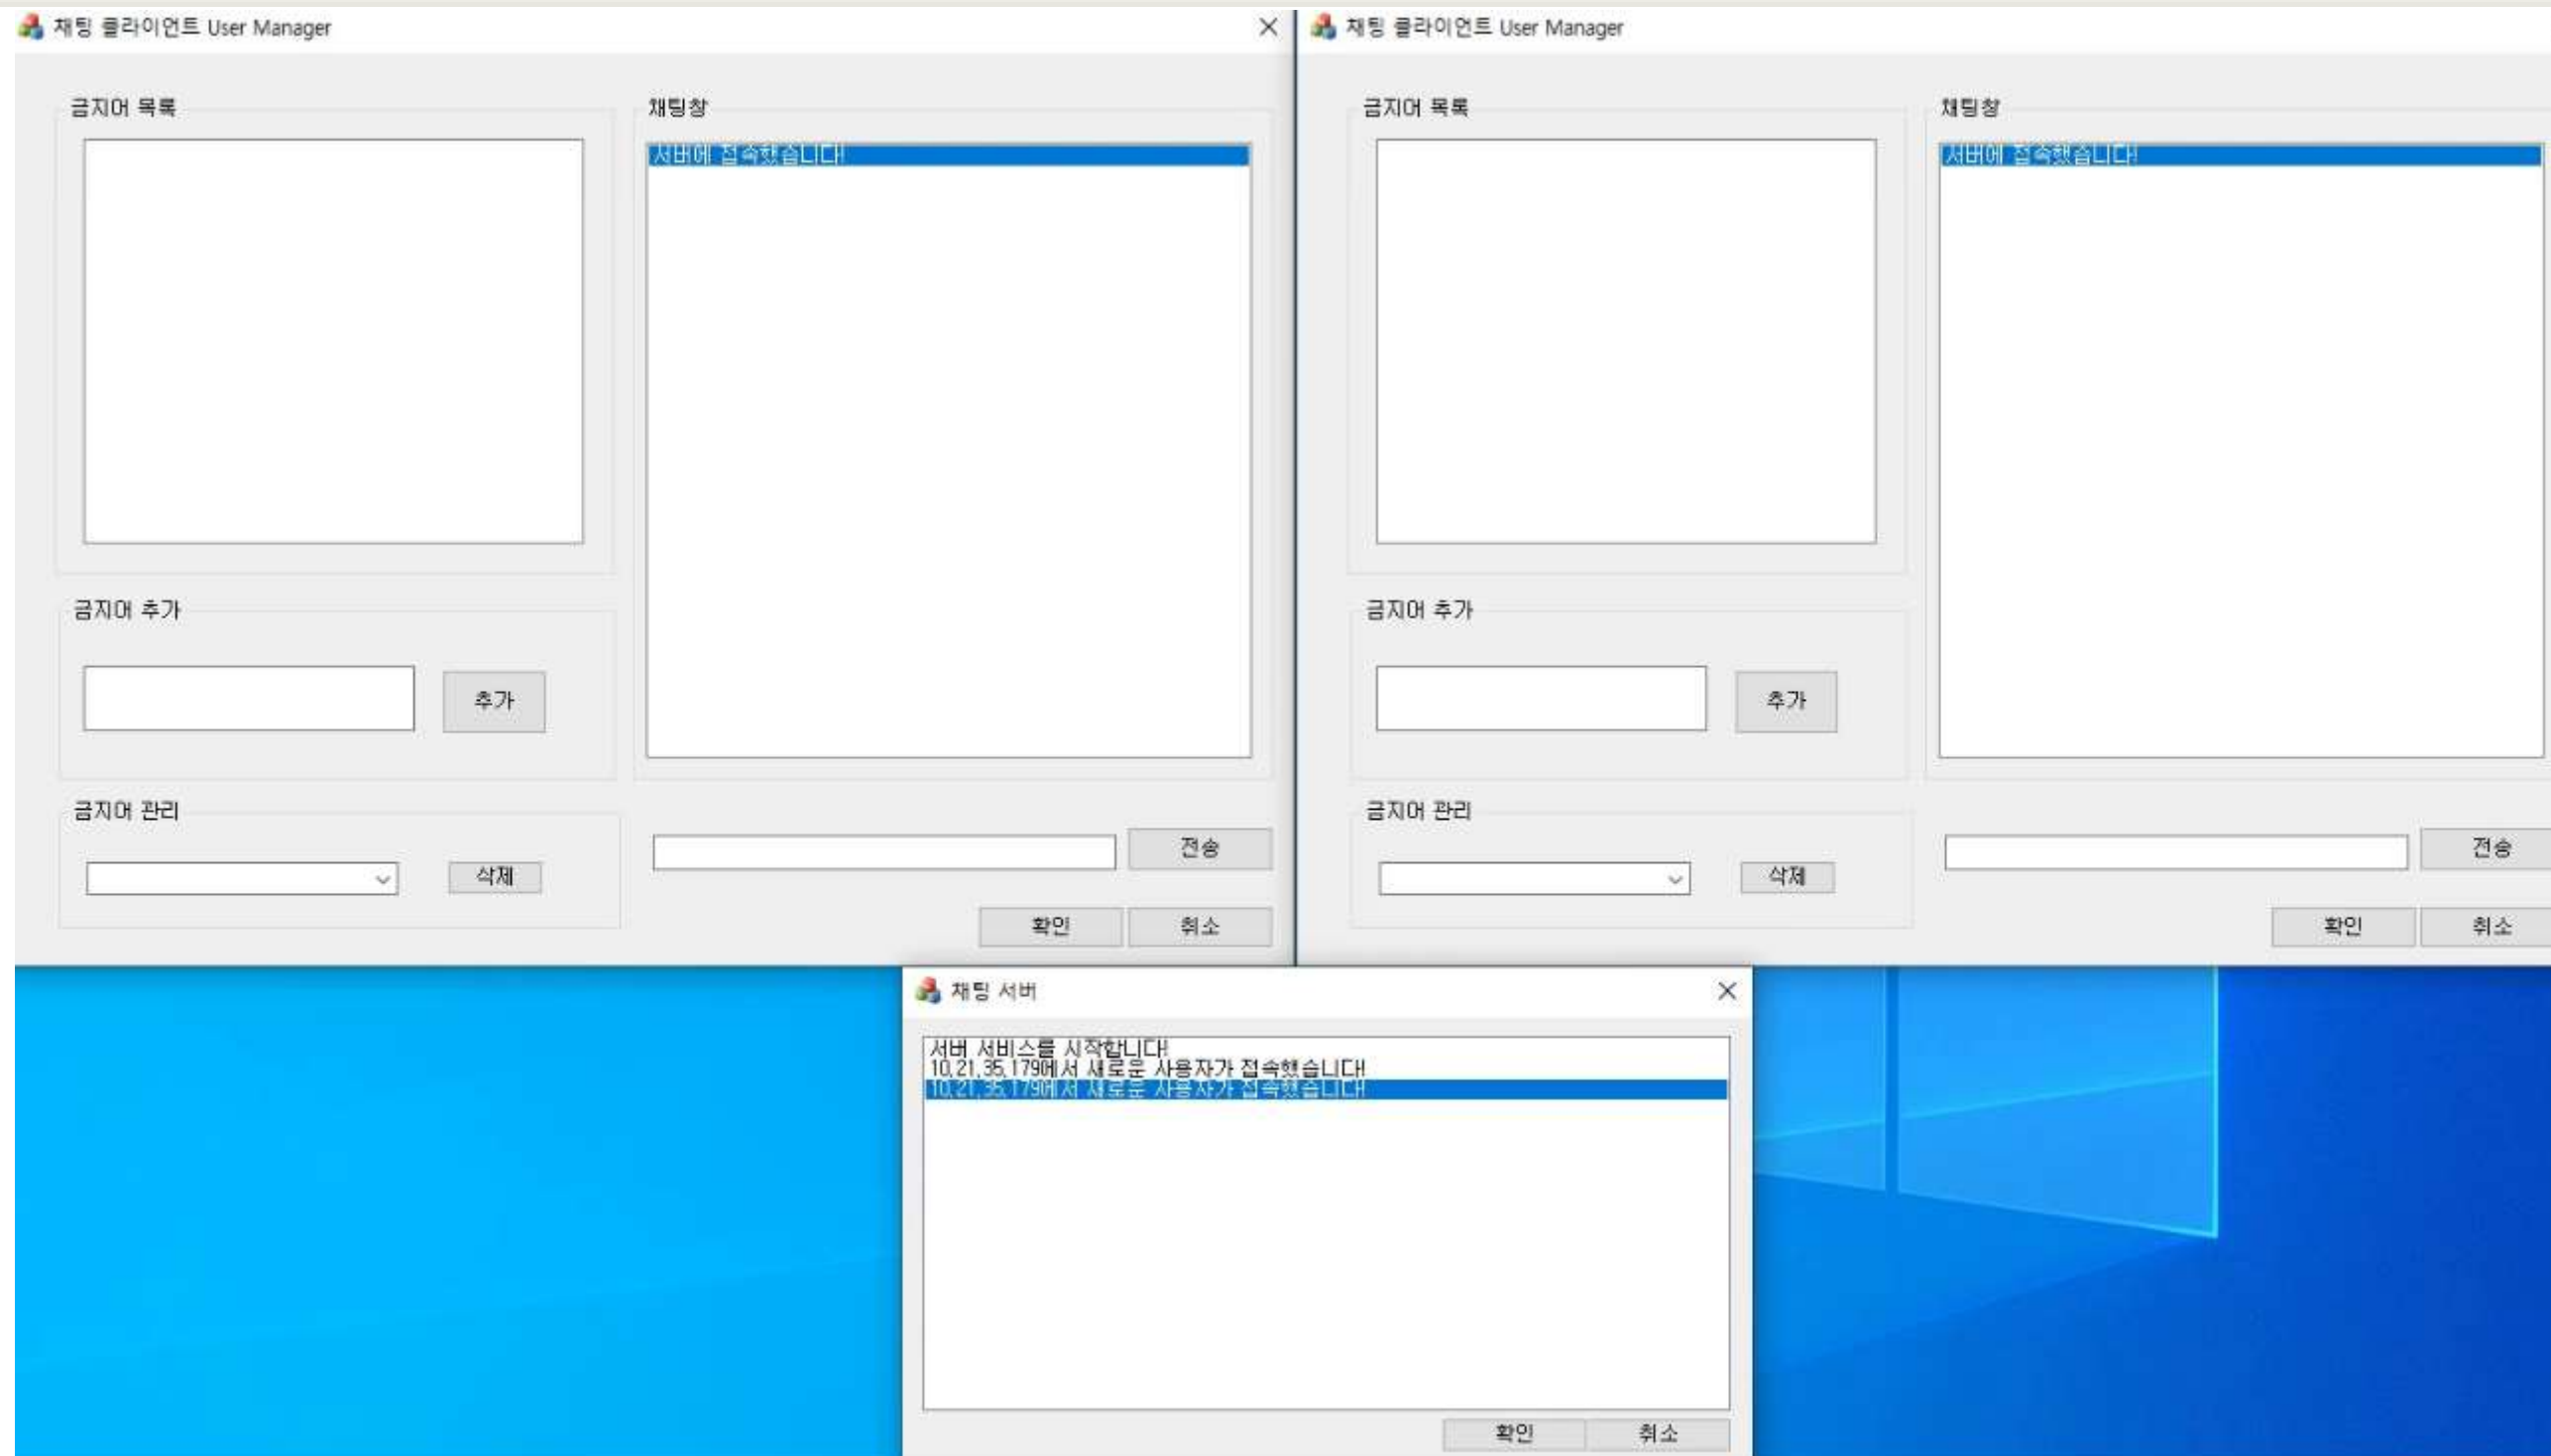 채팅 클라이언트 User Manager
금지어 목록
채팅창
서버에 접속했습니다!
금지어 추가
추가
금지어 관리
삭제
전송
확인
취소
채팅 클라이언트 User Manager
금지어 목록
채팅창
서버에 접속했습니다!
금지어 추가
추가
금지어 관리
삭제
전송
확인
취소
채팅 서버
서버 서비스를 시작합니다!
10.21.35.179에서 새로운 사용자가 접속했습니다!
10.21.35.179에서 새로운 사용자가 접속했습니다!
확인
취소